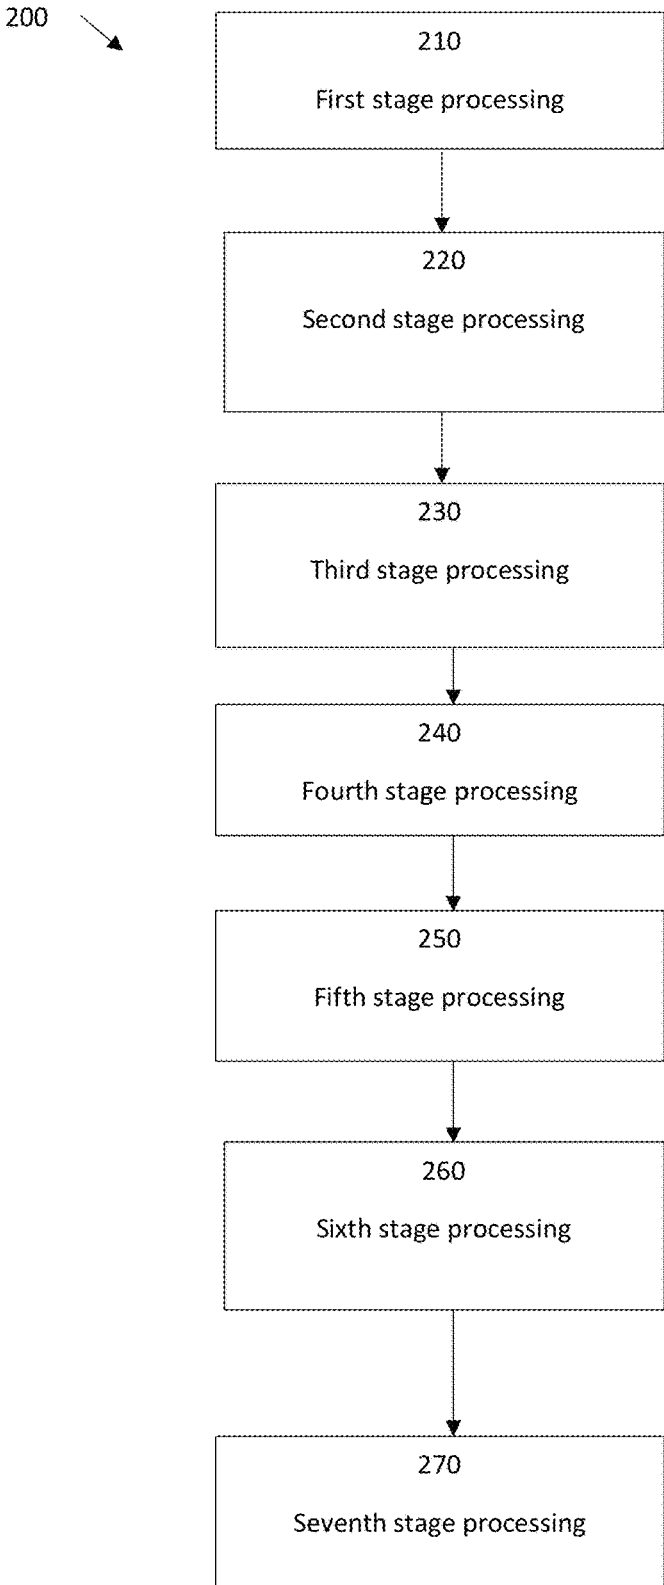 200
210
First stage processing
220
Second stage processing
230
Third stage processing
240
Fourth stage processing
250
Fifth stage processing
260
Sixth stage processing
270
Seventh stage processing